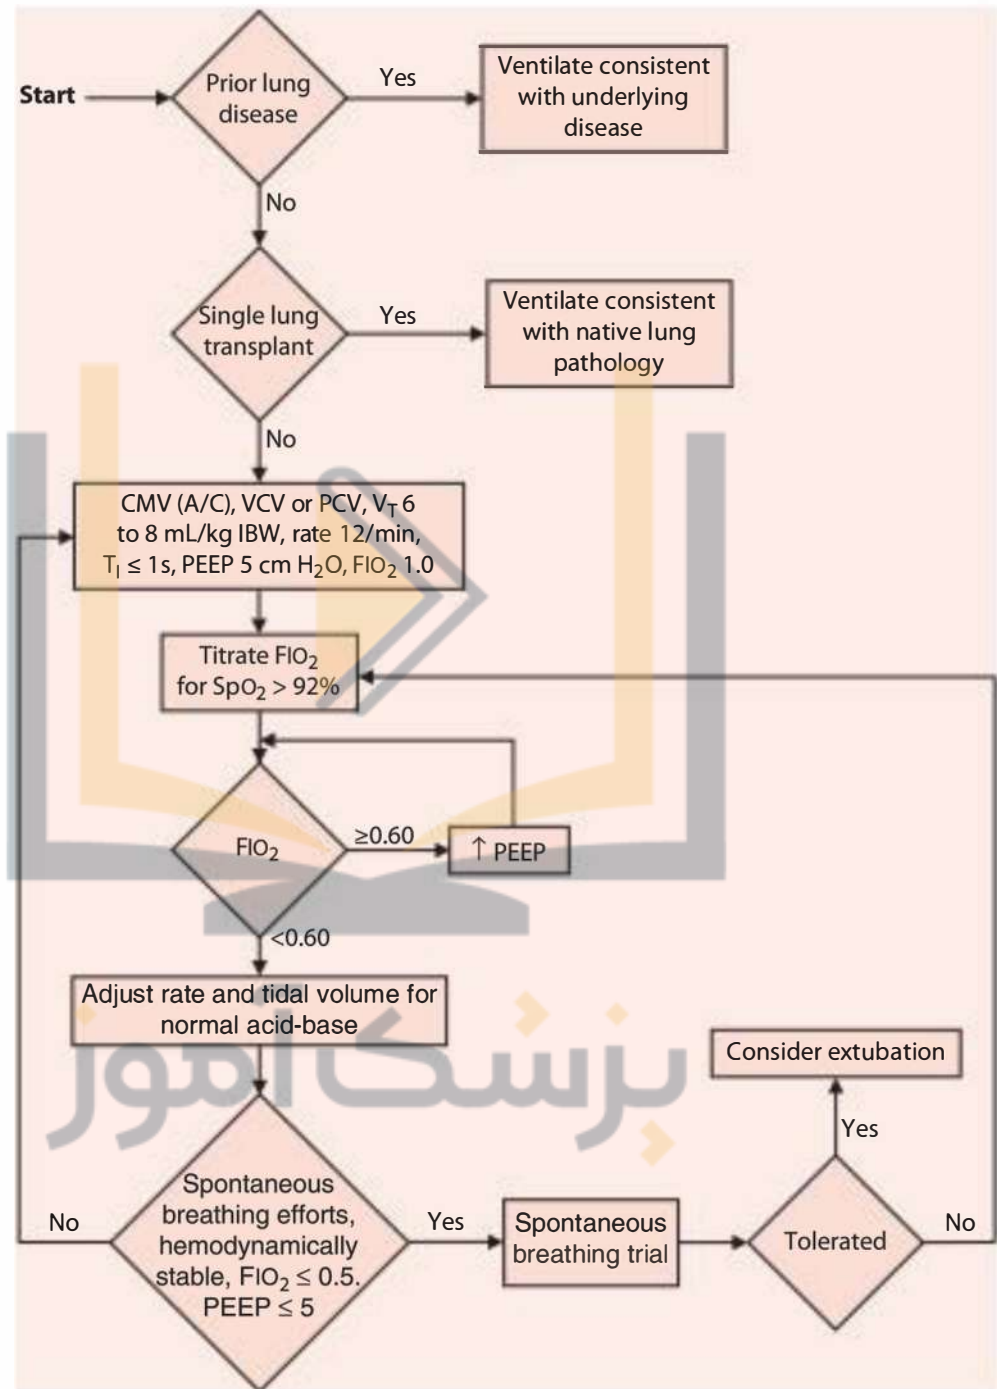 Start
Prior lung
disease
Yes
Ventilate consistent
with underlying
disease
No
Single lung
transplant
Yes
Ventilate consistent
with native lung
pathology
No
CMV (A/C), VCV or PCV, V_T 6
to 8 mL/kg IBW, rate 12/min,
T_I ≤ 1s, PEEP 5 cm H₂O, FIO₂ 1.0
Titrate FIO₂
for SpO₂ > 92%
FIO₂
≥0.60
↑ PEEP
<0.60
Adjust rate and tidal volume for
normal acid-base
پزشک آموز
Consider extubation
Yes
Spontaneous
breathing efforts,
hemodynamically
stable, FIO₂ ≤ 0.5.
PEEP ≤ 5
No
Yes
Spontaneous
breathing trial
Tolerated
No